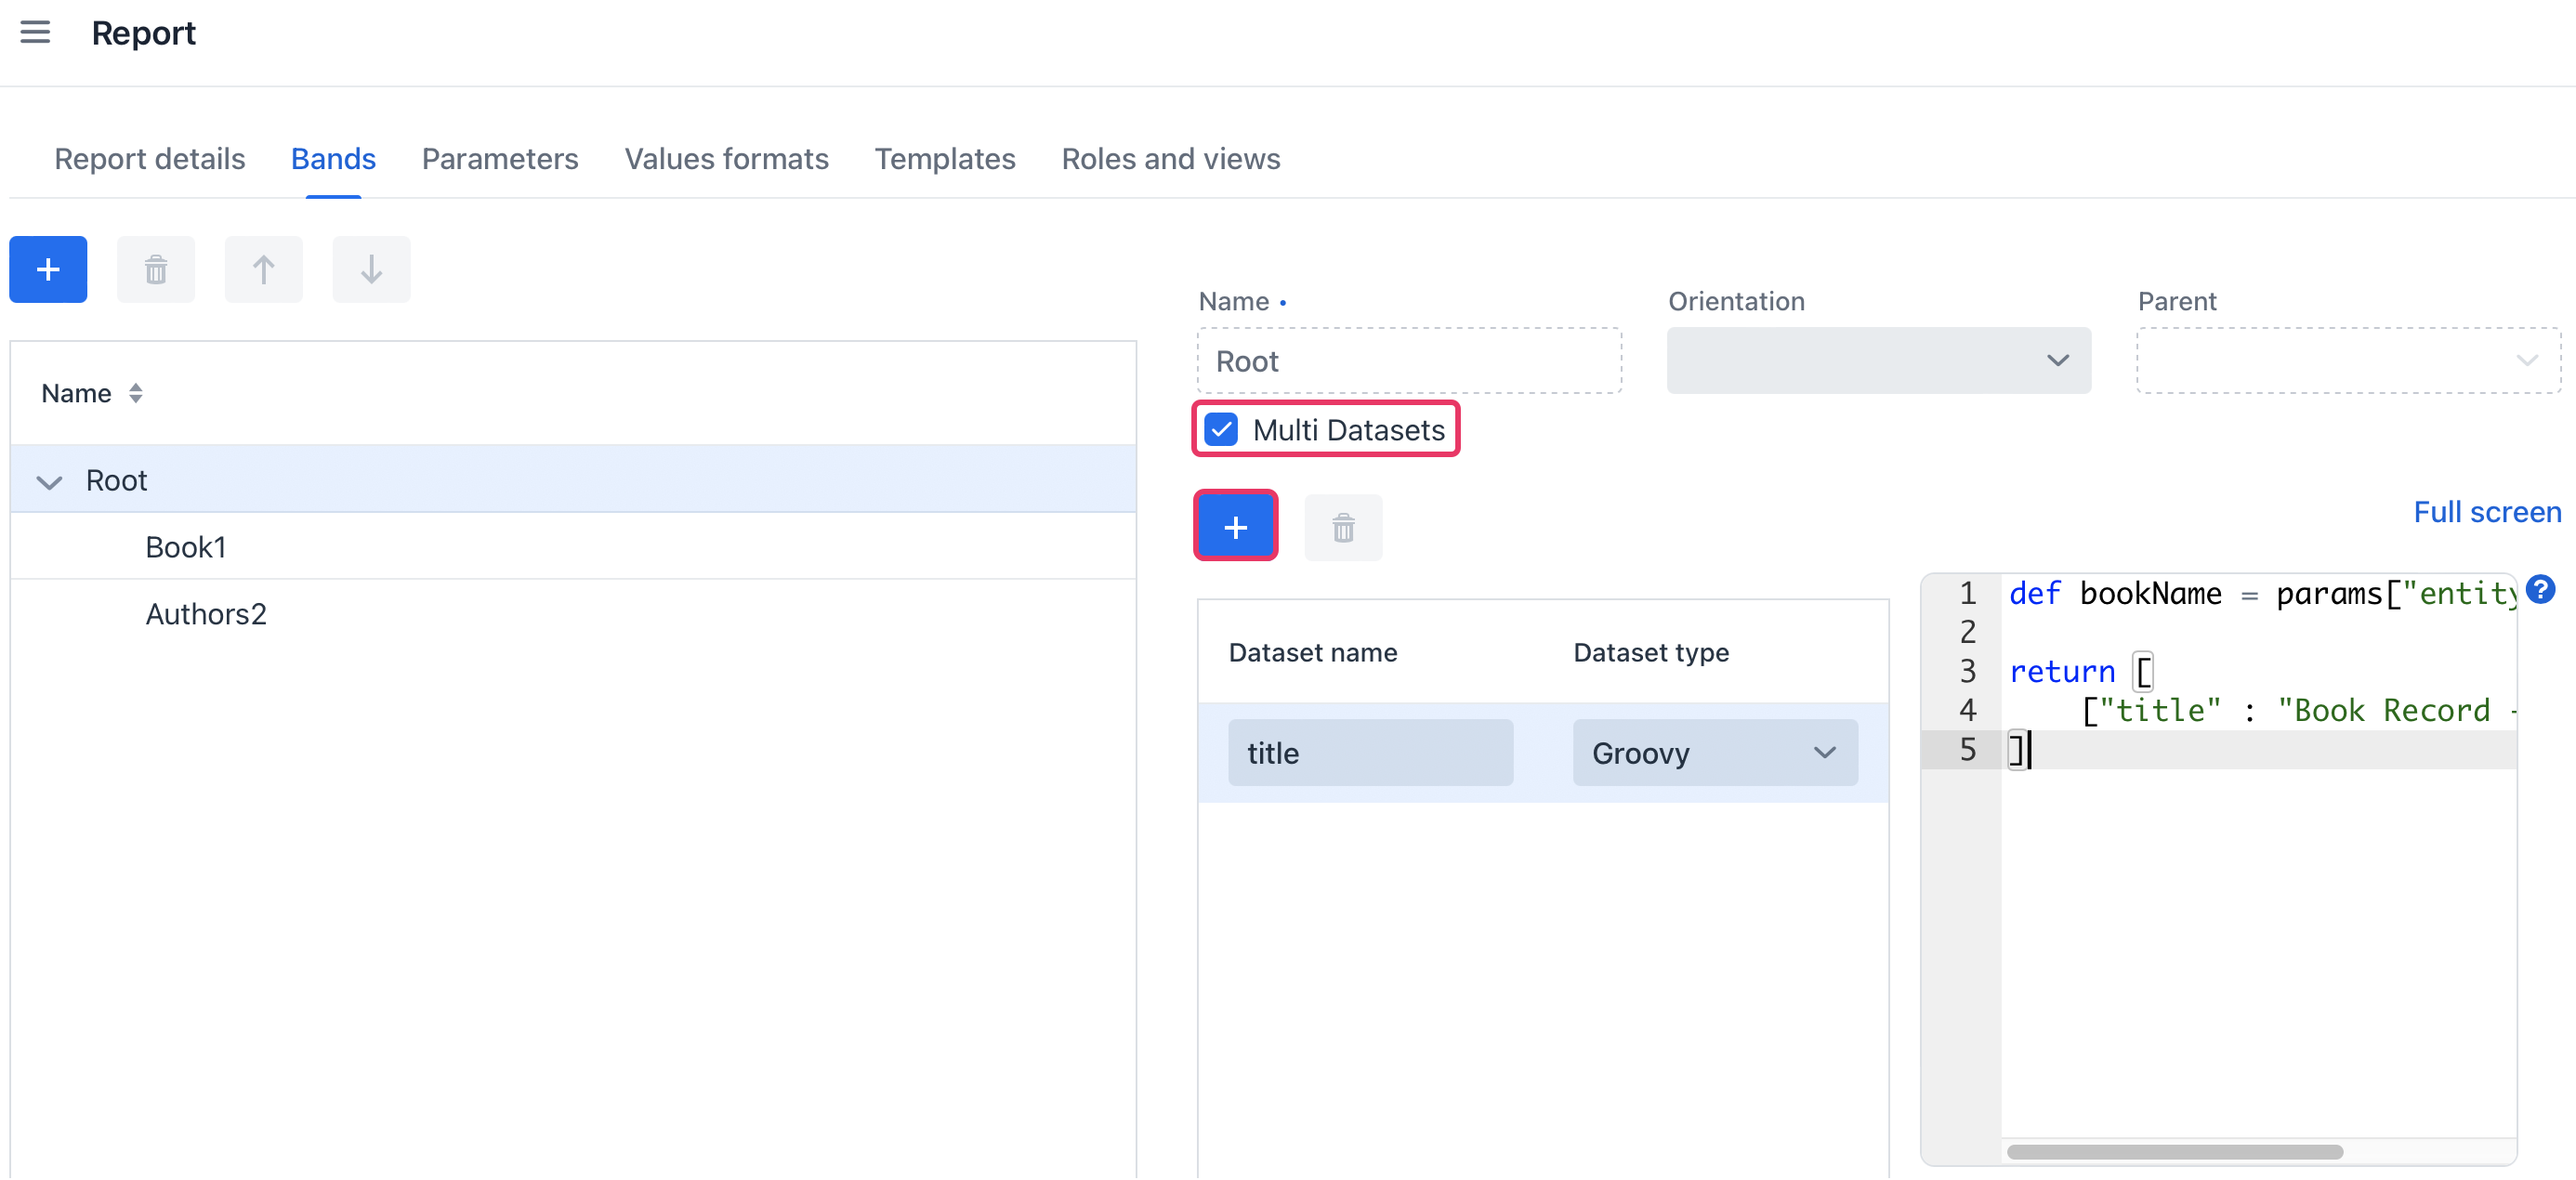 Report
Report details Bands Parameters Values formats Templates Roles and views
Name
Root
Book1
Authors2
Name Orientation Parent
Root
Multi Datasets
Full screen
Dataset name Dataset type
title Groovy
1 def bookName = params["entity
2
3 return [
4 ["title" : "Book Record -
5 ]
?